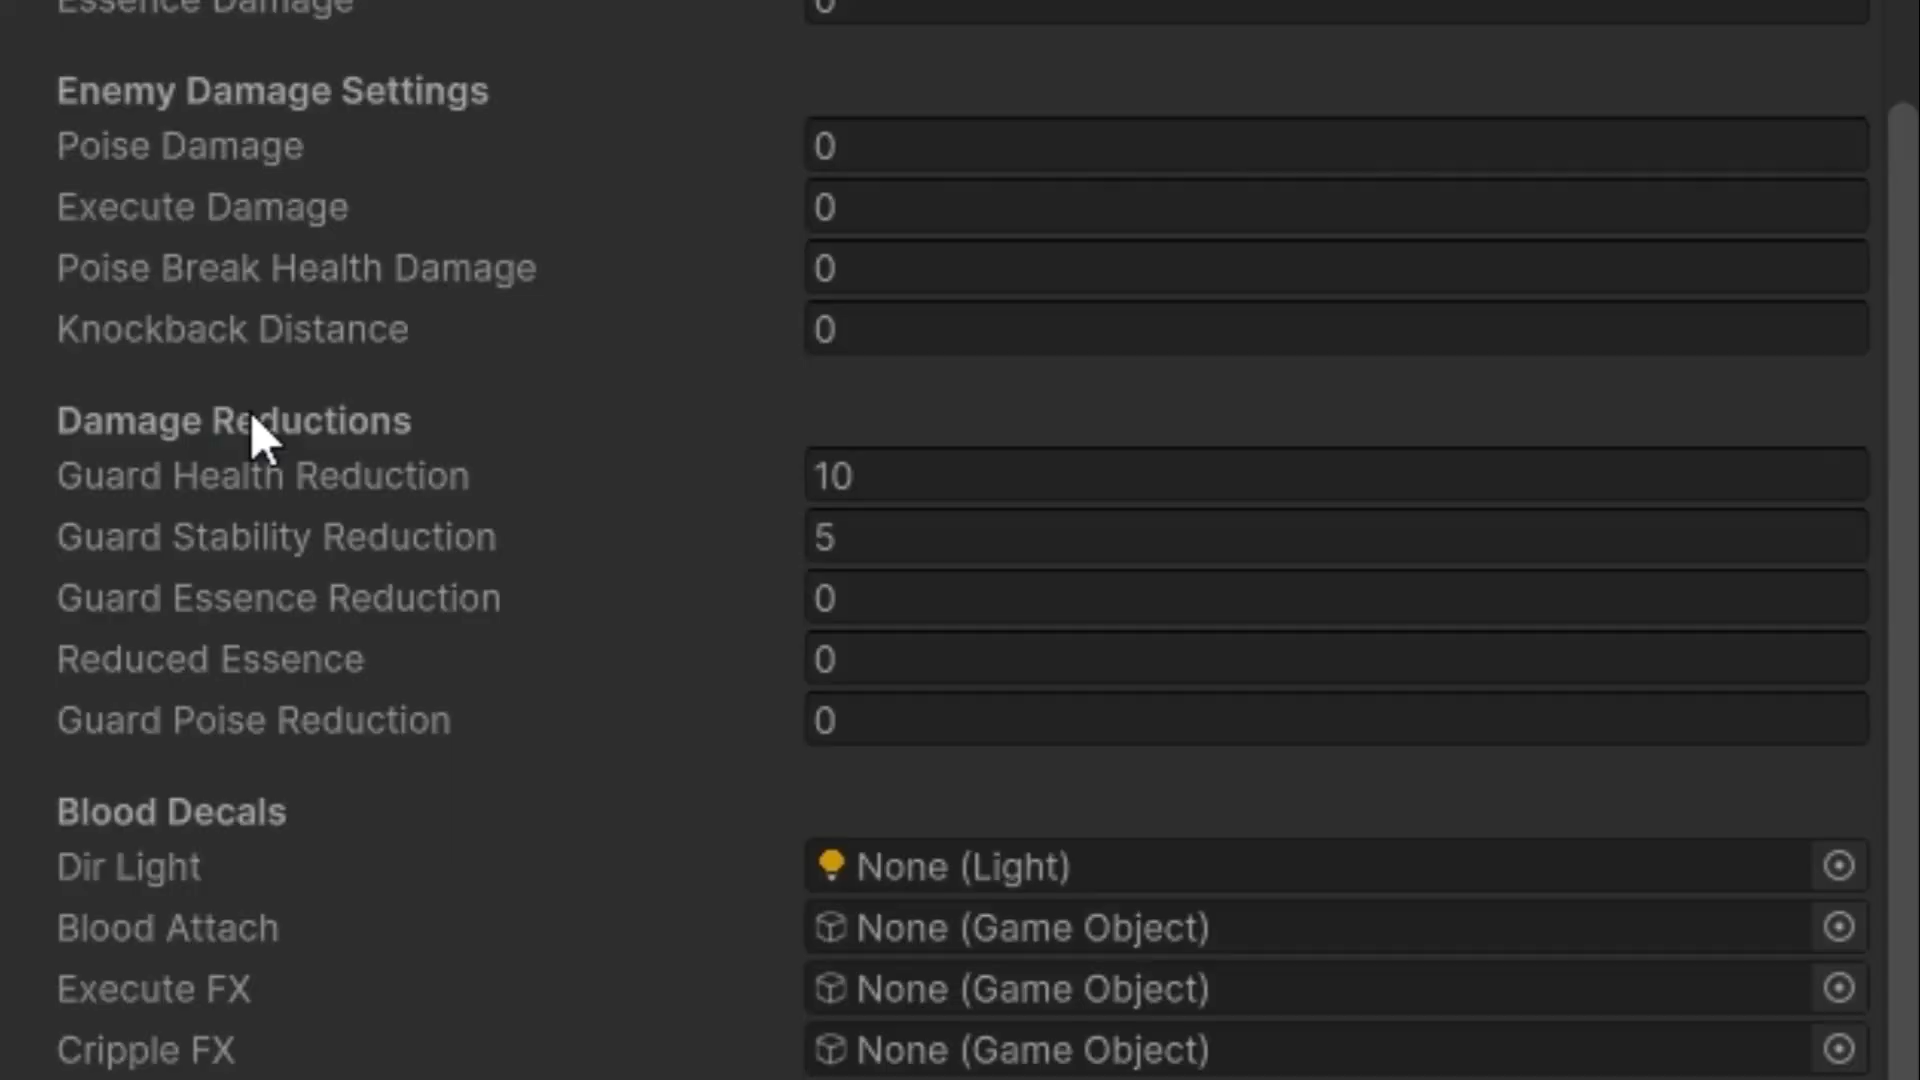 Essence Damage 0
Enemy Damage Settings
Poise Damage 0
Execute Damage 0
Poise Break Health Damage 0
Knockback Distance 0
Damage Reductions
Guard Health Reduction 10
Guard Stability Reduction 5
Guard Essence Reduction 0
Reduced Essence 0
Guard Poise Reduction 0
Blood Decals
Dir Light None (Light)
Blood Attach None (Game Object)
Execute FX None (Game Object)
Cripple FX None (Game Object)